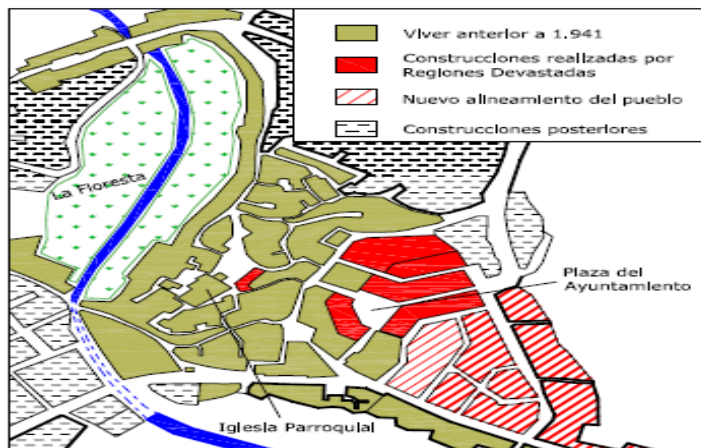 Viver anterior a 1.941
Construcciones realizadas por
Regiones Devastadas
Nuevo alineamiento del pueblo
Construcciones posteriores
La Floresta
Plaza del
Ayuntamiento
Iglesia Parroquial